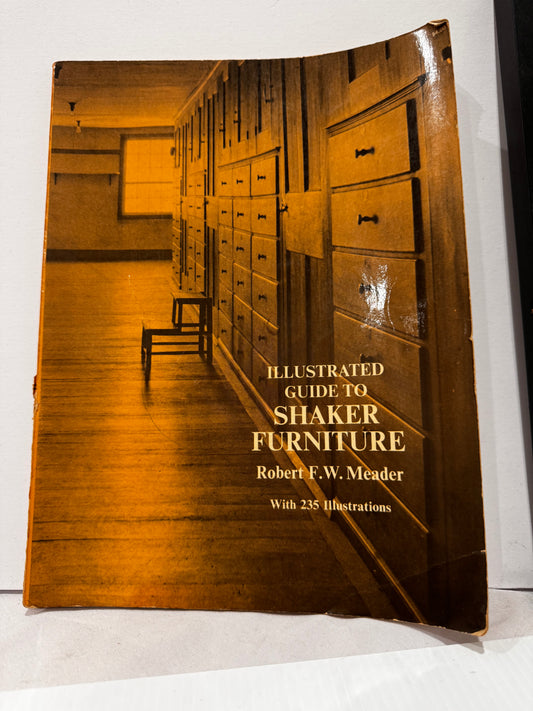 ILLUSTRATED
GUIDE TO
SHAKER
FURNITURE
Robert F.W. Meader
With 235 Illustrations